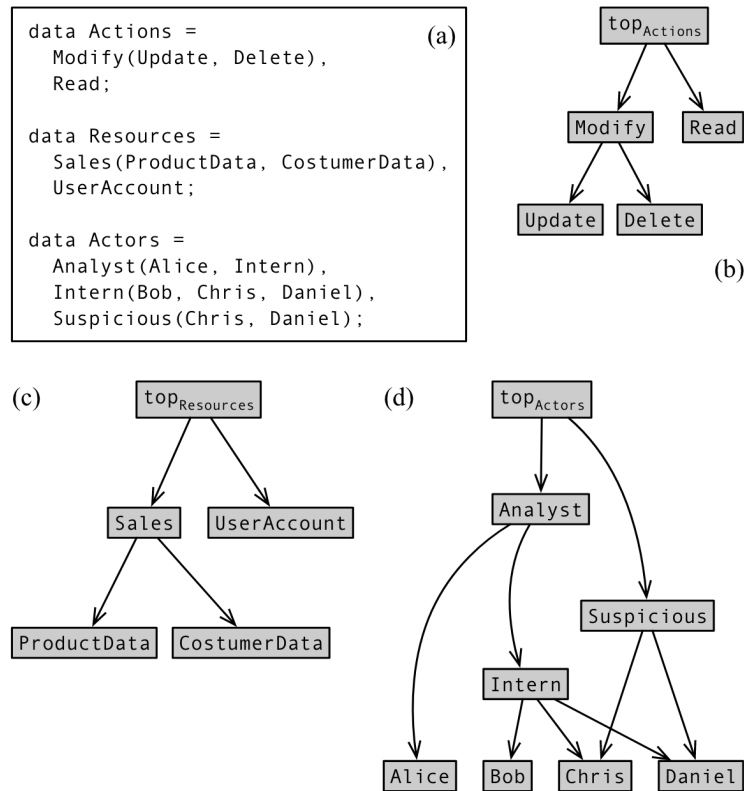 data Actions =
Modify(Update, Delete),
Read;
data Resources =
Sales(ProductData, CostumerData),
UserAccount;
data Actors =
Analyst(Alice, Intern),
Intern(Bob, Chris, Daniel),
Suspicious(Chris, Daniel);
(a)
topActions
Modify Read
Update Delete
(b)
(c)
topResources
Sales UserAccount
ProductData CostumerData
(d)
topActors
Analyst
Suspicious
Intern
Alice Bob Chris Daniel